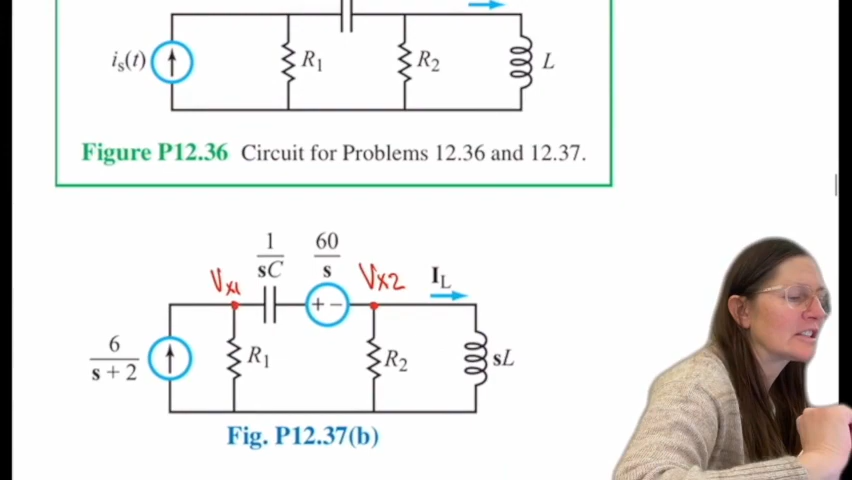 i_s(t)
R₁
R₂
L
Figure P12.36 Circuit for Problems 12.36 and 12.37.
1
sC
60
s
Vx1
Vx2
I_L
+ −
6
s + 2
R₁
R₂
sL
Fig. P12.37(b)